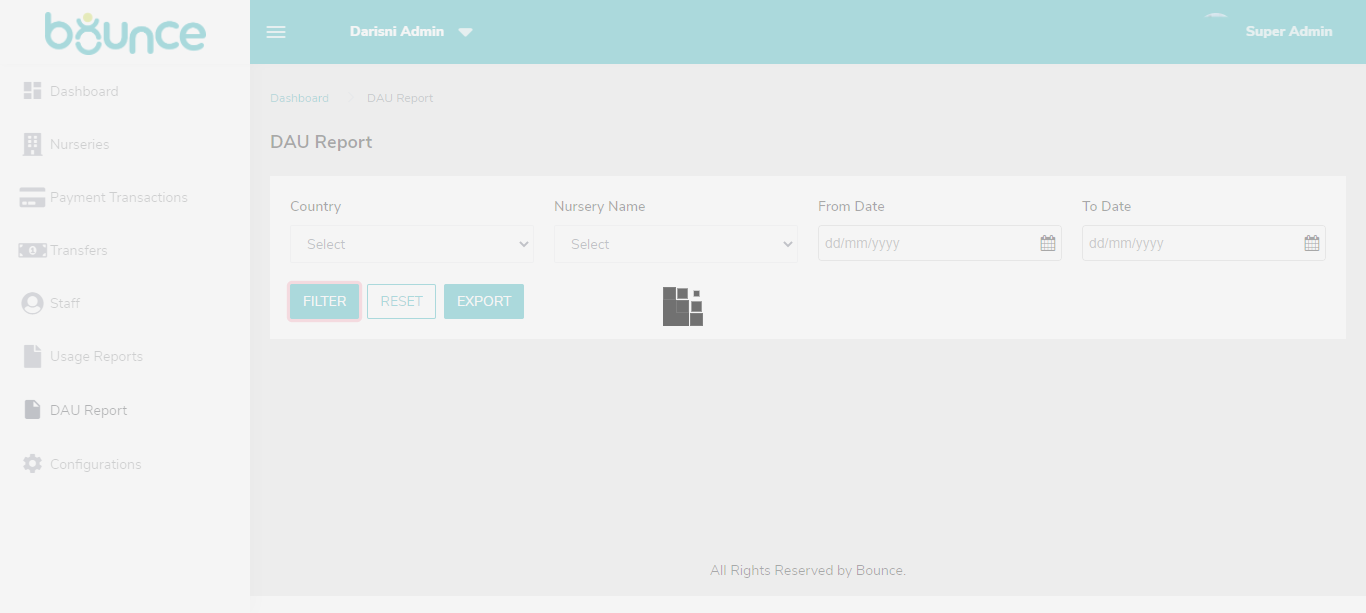 bounce
Darisni Admin
Super Admin
Dashboard
Nurseries
Payment Transactions
Transfers
Staff
Usage Reports
DAU Report
Configurations
Dashboard
DAU Report
DAU Report
Country
Nursery Name
From Date
To Date
Select
Select
dd/mm/yyyy
dd/mm/yyyy
FILTER
RESET
EXPORT
All Rights Reserved by Bounce.